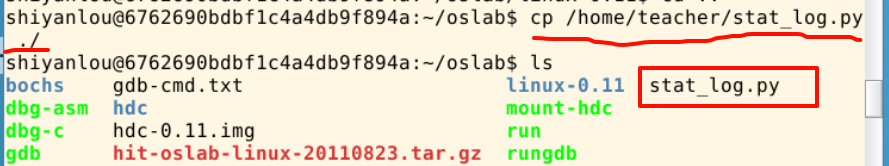 shiyanlou@6762690bdbf1c4a4db9f894a:~/oslab$ cp /home/teacher/stat_log.py
./
shiyanlou@6762690bdbf1c4a4db9f894a:~/oslab$ ls
bochs gdb-cmd.txt linux-0.11 stat_log.py
dbg-asm hdc mount-hdc
dbg-c hdc-0.11.img run
gdb hit-oslab-linux-20110823.tar.gz rungdb